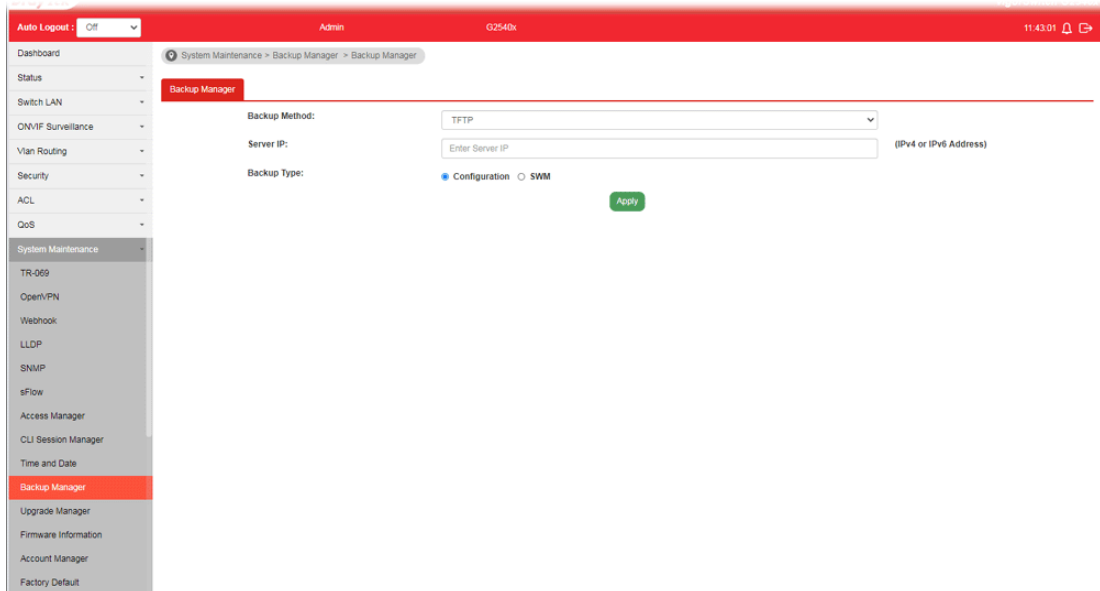 Auto Logout : Off Admin G2540x 11:43:01
Dashboard
Status
Switch LAN
ONVIF Surveillance
Vlan Routing
Security
ACL
QoS
System Maintenance
TR-069
OpenVPN
Webhook
LLDP
SNMP
sFlow
Access Manager
CLI Session Manager
Time and Date
Backup Manager
Upgrade Manager
Firmware Information
Account Manager
Factory Default
System Maintenance > Backup Manager > Backup Manager
Backup Manager
Backup Method: TFTP
Server IP: Enter Server IP (IPv4 or IPv6 Address)
Backup Type: Configuration SWM
Apply